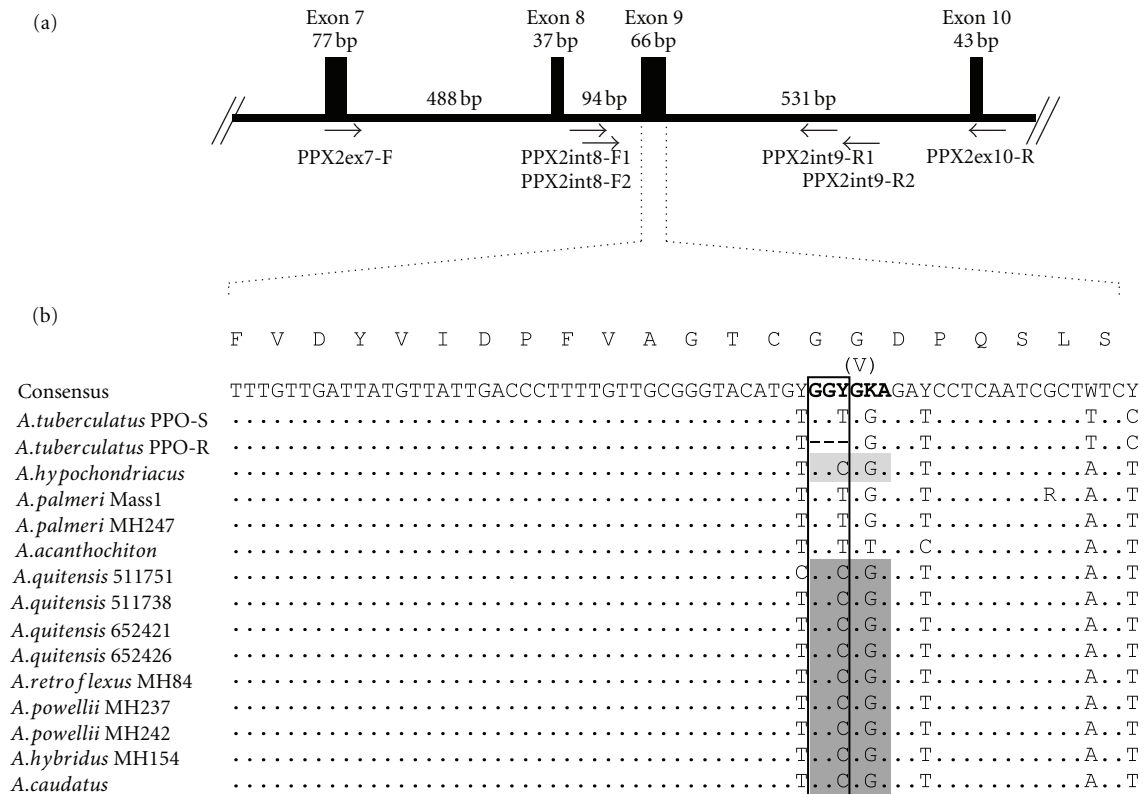 (a)
Exon 7
77 bp
Exon 8
37 bp
Exon 9
66 bp
Exon 10
43 bp
488 bp
94 bp
531 bp
PPX2ex7-F
PPX2int8-F1
PPX2int8-F2
PPX2int9-R1
PPX2int9-R2
PPX2ex10-R
(b)
F V D Y V I D P F V A G T C G G D P Q S L S
(V)
Consensus TTTGTTGATTATGTTATTGACCCTTTTGTTGCGGGTACATGYGGYGKAGAYCCTCAATCGCTWTCY
A.tuberculatus PPO-S .........................................T..T.G...T...........T..C
A.tuberculatus PPO-R .........................................T---.G...T...........T..C
A.hypochondriacus .........................................T..C.G...T...........A..T
A.palmeri Mass1 .........................................T..T.G...T........R..A..T
A.palmeri MH247 .........................................T..T.G...T...........A..T
A.acanthochiton .........................................T..T.T...C...........A..T
A.quitensis 511751 .........................................C..C.G...T...........A..T
A.quitensis 511738 .........................................T..C.G...T...........A..T
A.quitensis 652421 .........................................T..C.G...T...........A..T
A.quitensis 652426 .........................................T..C.G...T...........A..T
A.retroflexus MH84 .........................................T..C.G...T...........A..T
A.powellii MH237 .........................................T..C.G...T...........A..T
A.powellii MH242 .........................................T..C.G...T...........A..T
A.hybridus MH154 .........................................T..C.G...T...........A..T
A.caudatus .........................................T..C.G...T...........A..T